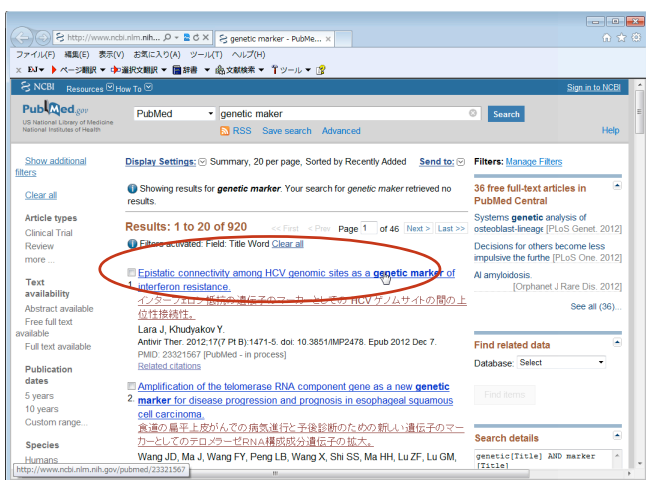 http://www.ncbi.nlm.nih...
genetic marker - PubMe...
ファイル(F) 編集(E) 表示(V) お気に入り(A) ツール(T) ヘルプ(H)
ページ翻訳 選択文翻訳 辞書 文献検索 ツール
NCBI Resources How To Sign in to NCBI
PubMed.gov
US National Library of Medicine
National Institutes of Health
PubMed genetic maker Search
RSS Save search Advanced Help
Show additional filters
Clear all
Article types
Clinical Trial
Review
more ...
Text availability
Abstract available
Free full text available
Full text available
Publication dates
5 years
10 years
Custom range...
Species
Humans
Display Settings: Summary, 20 per page, Sorted by Recently Added Send to:
Showing results for genetic marker. Your search for genetic maker retrieved no
results.
Results: 1 to 20 of 920 << First < Prev Page 1 of 46 Next > Last >>
Filters activated: Field: Title Word Clear all
Epistatic connectivity among HCV genomic sites as a genetic marker of
1. interferon resistance.
インターフェロン抵抗の遺伝子のマーカーとしての HCV ゲノムサイトの間の上
位性接続性。
Lara J, Khudyakov Y.
Antivir Ther. 2012;17(7 Pt B):1471-5. doi: 10.3851/IMP2478. Epub 2012 Dec 7.
PMID: 23321567 [PubMed - in process]
Related citations
Amplification of the telomerase RNA component gene as a new genetic
2. marker for disease progression and prognosis in esophageal squamous
cell carcinoma.
食道の扁平上皮がんでの病気進行と予後診断のための新しい遺伝子のマー
カーとしてのテロメラーゼRNA構成成分遺伝子の拡大。
Wang JD, Ma J, Wang FY, Peng LB, Wang X, Shi SS, Ma HH, Lu ZF, Lu GM,
Filters: Manage Filters
36 free full-text articles in
PubMed Central
Systems genetic analysis of
osteoblast-lineage [PLoS Genet. 2012]
Decisions for others become less
impulsive the furthe [PLoS One. 2012]
Al amyloidosis.
[Orphanet J Rare Dis. 2012]
See all (36)...
Find related data
Database: Select
Find items
Search details
genetic[Title] AND marker
[Title]
http://www.ncbi.nlm.nih.gov/pubmed/23321567